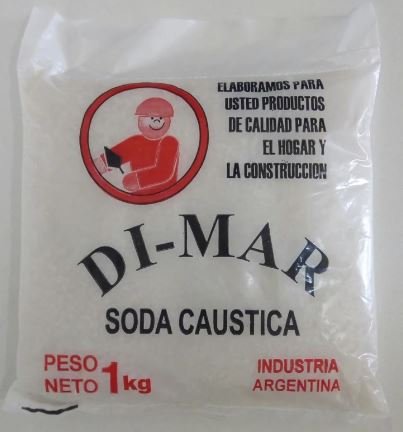 ELABORAMOS PARA
USTED PRODUCTOS
DE CALIDAD PARA
EL HOGAR Y
LA CONSTRUCCION
DI-MAR
SODA CAUSTICA
PESO
NETO 1kg
INDUSTRIA
ARGENTINA